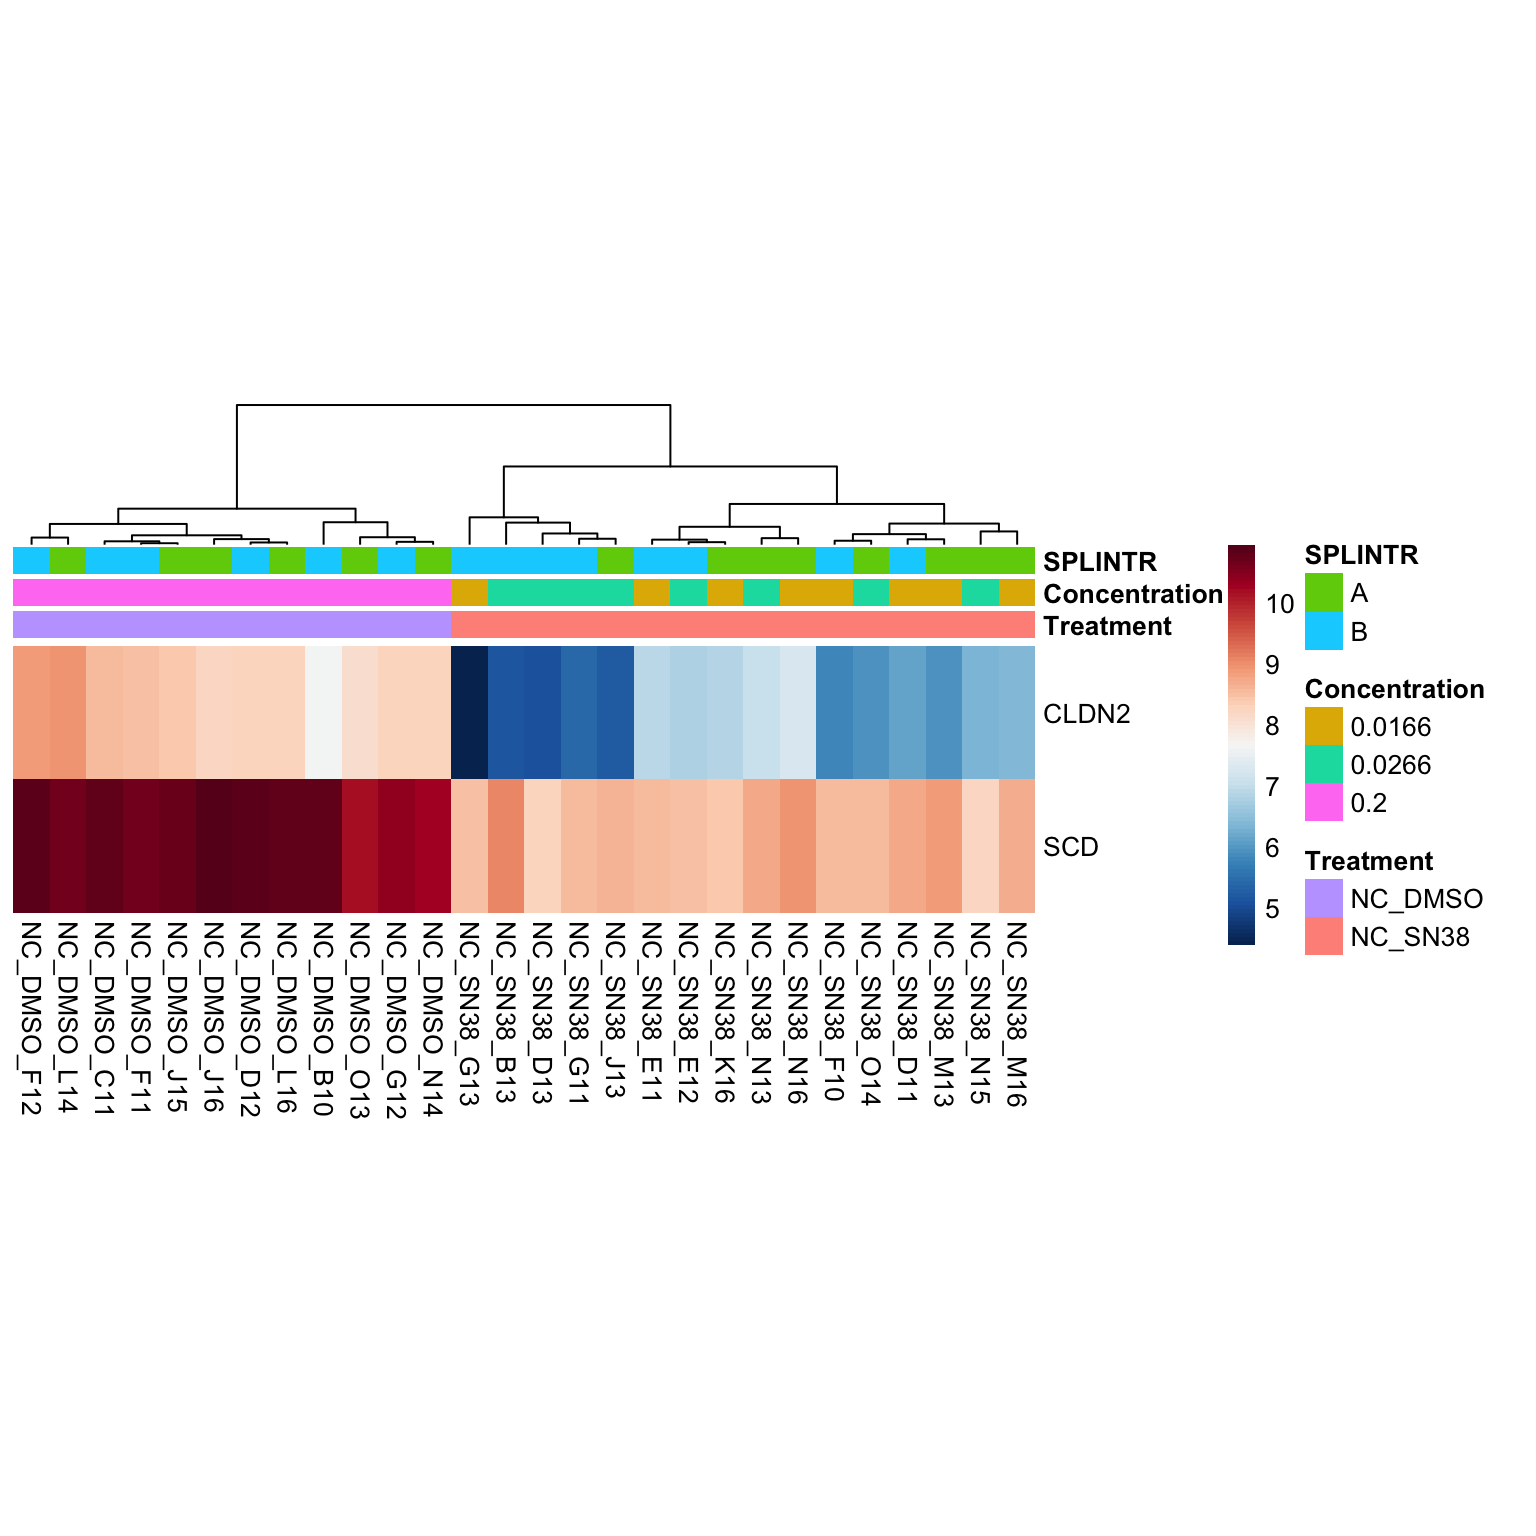 SPLINTR
Concentration
Treatment
CLDN2
SCD
NC_DMSO_F12
NC_DMSO_L14
NC_DMSO_C11
NC_DMSO_F11
NC_DMSO_J15
NC_DMSO_J16
NC_DMSO_D12
NC_DMSO_L16
NC_DMSO_B10
NC_DMSO_O13
NC_DMSO_G12
NC_DMSO_N14
NC_SN38_G13
NC_SN38_B13
NC_SN38_D13
NC_SN38_G11
NC_SN38_J13
NC_SN38_E11
NC_SN38_E12
NC_SN38_K16
NC_SN38_N13
NC_SN38_N16
NC_SN38_F10
NC_SN38_O14
NC_SN38_D11
NC_SN38_M13
NC_SN38_N15
NC_SN38_M16
10
9
8
7
6
5
SPLINTR
A
B
Concentration
0.0166
0.0266
0.2
Treatment
NC_DMSO
NC_SN38